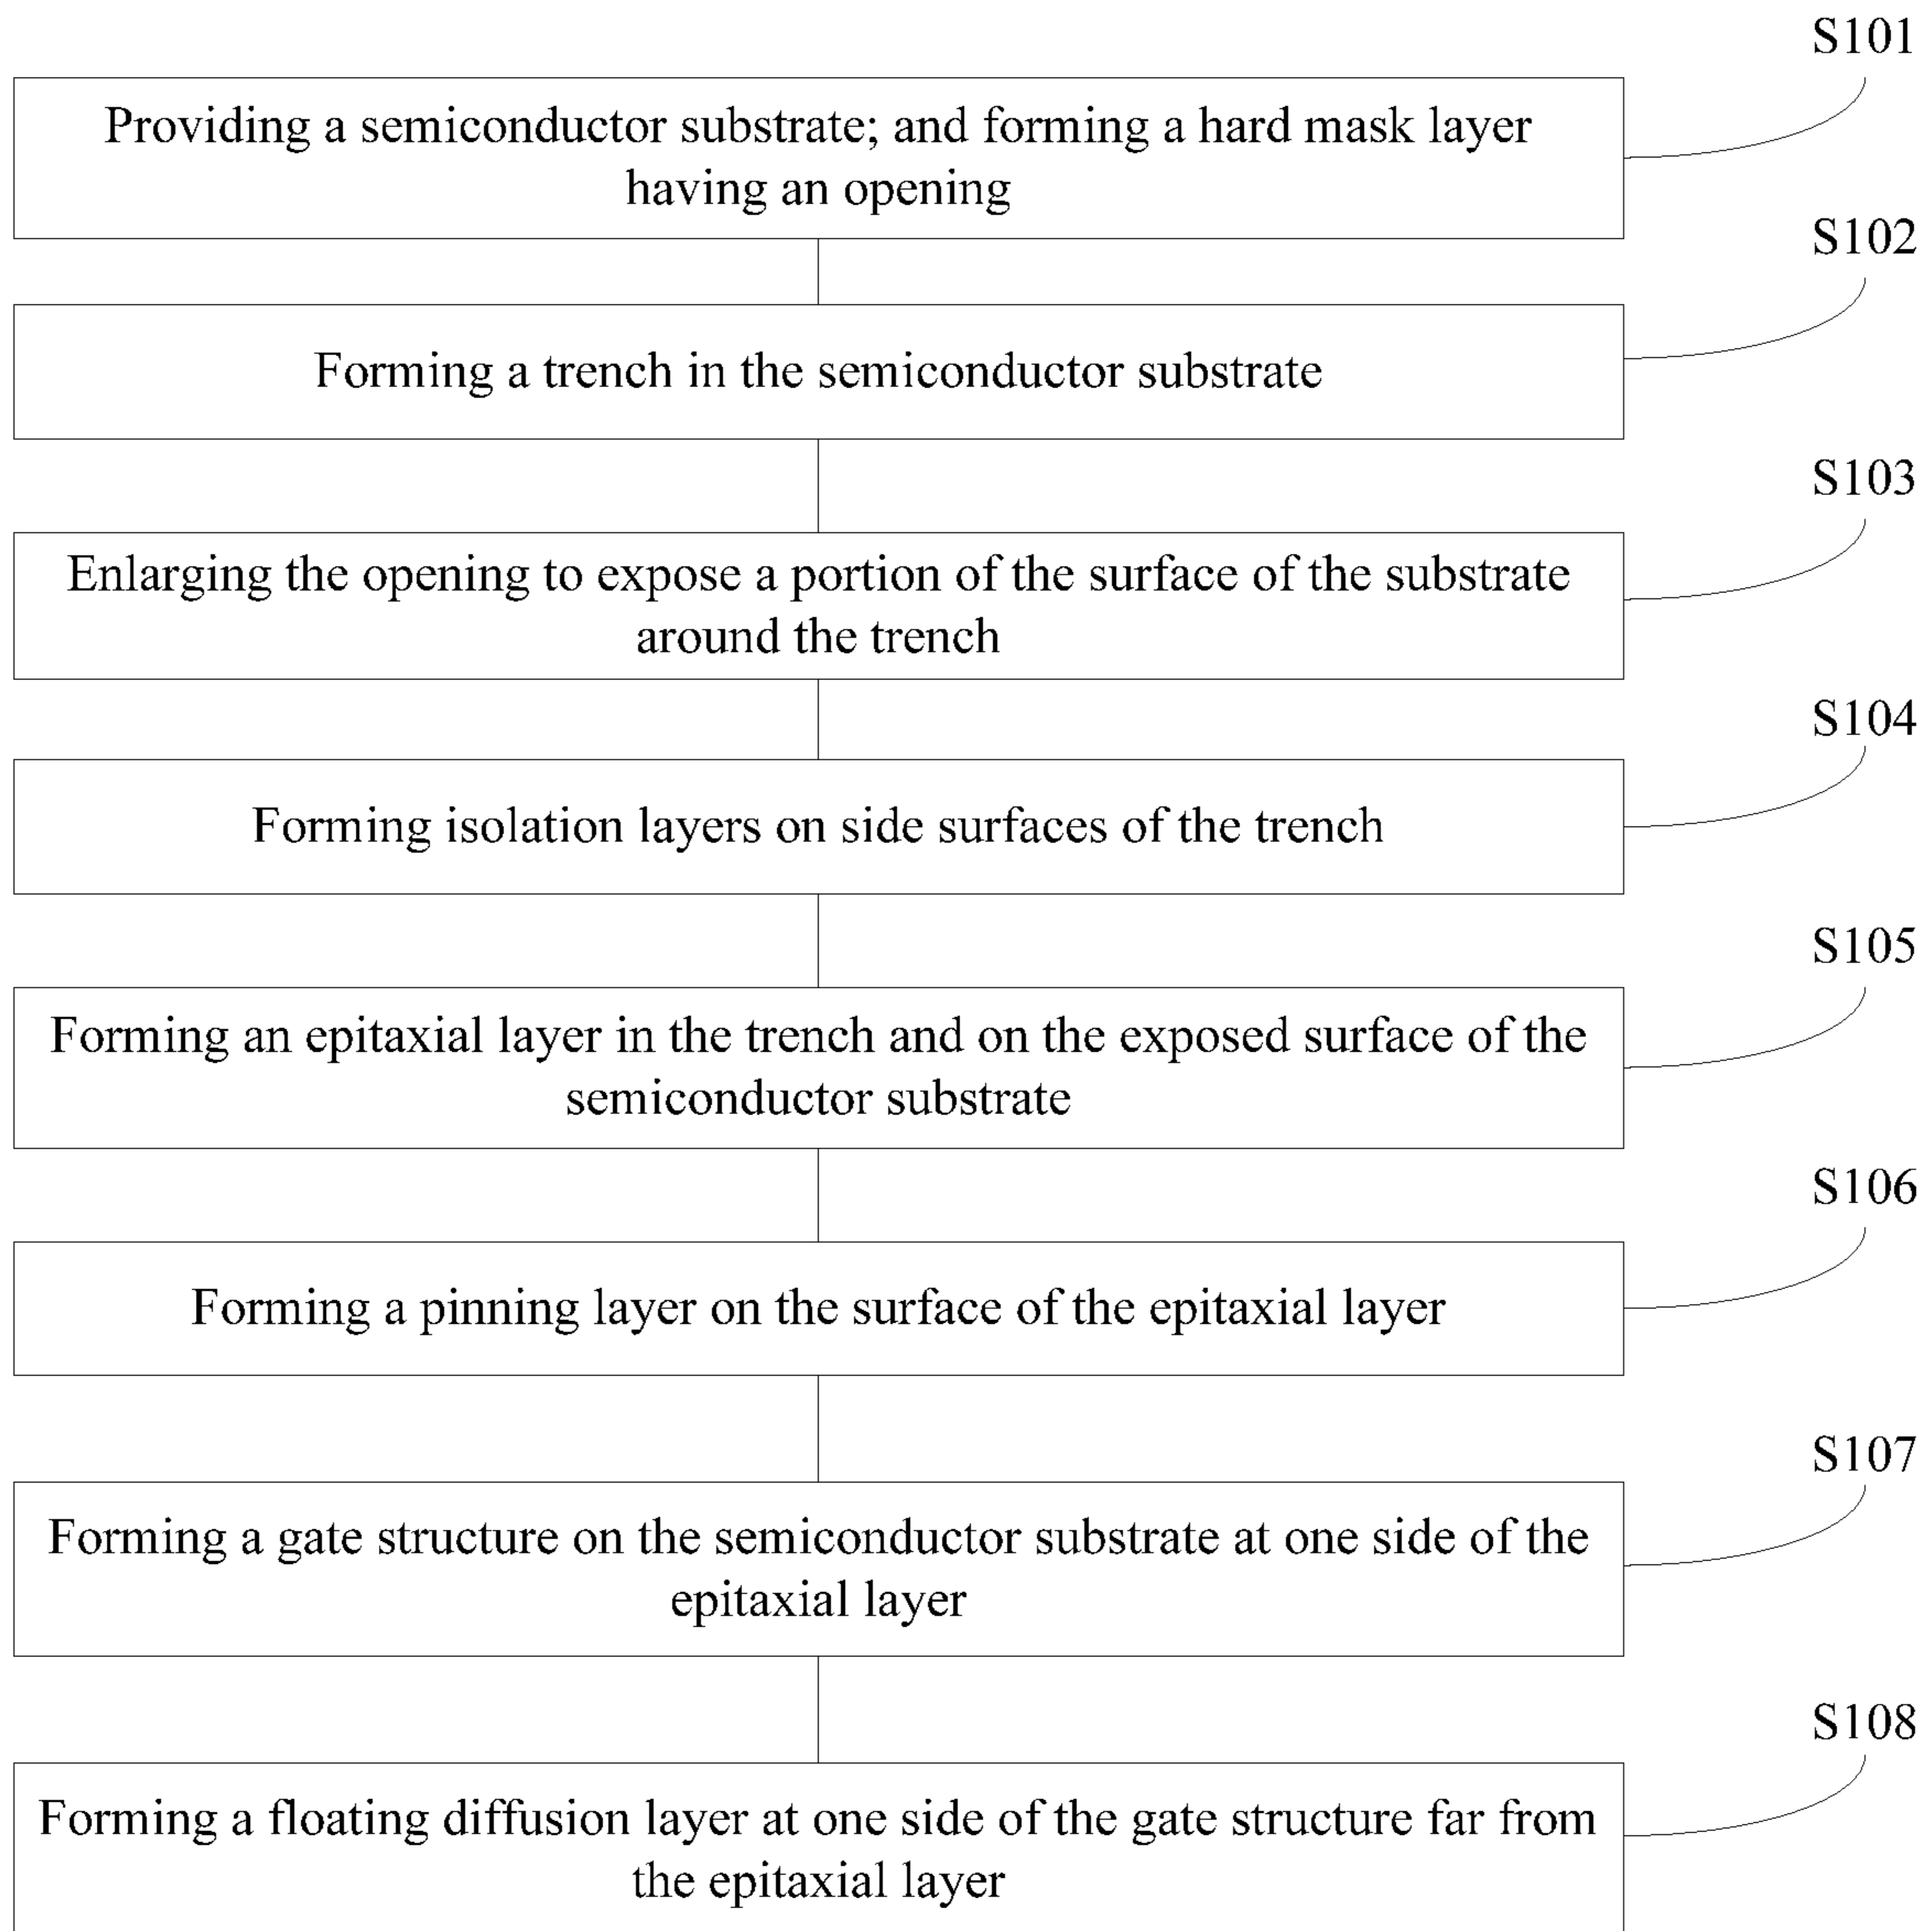 S101
Providing a semiconductor substrate; and forming a hard mask layer
having an opening
S102
Forming a trench in the semiconductor substrate
S103
Enlarging the opening to expose a portion of the surface of the substrate
around the trench
S104
Forming isolation layers on side surfaces of the trench
S105
Forming an epitaxial layer in the trench and on the exposed surface of the
semiconductor substrate
S106
Forming a pinning layer on the surface of the epitaxial layer
S107
Forming a gate structure on the semiconductor substrate at one side of the
epitaxial layer
S108
Forming a floating diffusion layer at one side of the gate structure far from
the epitaxial layer